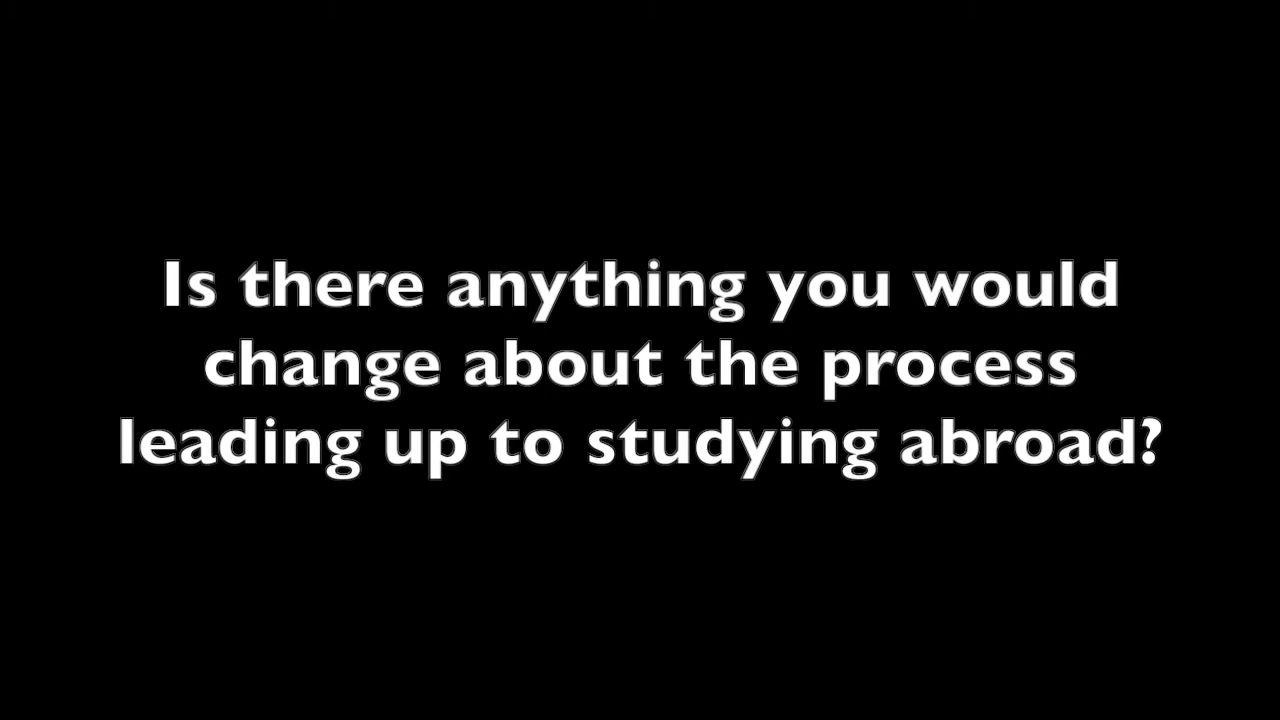 Is there anything you would
change about the process
leading up to studying abroad?